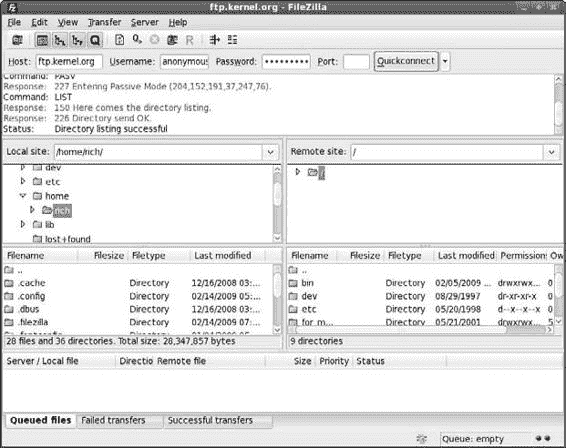 ftp.kernel.org - FileZilla
File Edit View Transfer Server Help
Host: ftp.kernel.org Username: anonymous Password: ••••••••• Port: Quickconnect
Command: PASV
Response: 227 Entering Passive Mode (204,152,191,37,247,76).
Command: LIST
Response: 150 Here comes the directory listing.
Response: 226 Directory send OK.
Status: Directory listing successful
Local site: /home/rich/
Remote site: /
dev
etc
home
rich
lib
lost+found
/
Filename Filesize Filetype Last modified
..
.cache Directory 12/16/2008 03:...
.config Directory 02/14/2009 05:...
.dbus Directory 12/16/2008 03:...
.filezilla Directory 02/14/2009 07:...
28 files and 36 directories. Total size: 28,347,857 bytes
Filename Filesize Filetype Last modified Permissions Ow
..
bin Directory 02/05/2009 ... drwxrwx... 0
dev Directory 08/29/1997 dr-xr-xr-x 0
etc Directory 05/20/1998 d--x--x--x 0
for_m... Directory 05/21/2001 drwxrwx... 5
9 directories
Server / Local file Directio Remote file Size Priority Status
Queued files Failed transfers Successful transfers
Queue: empty